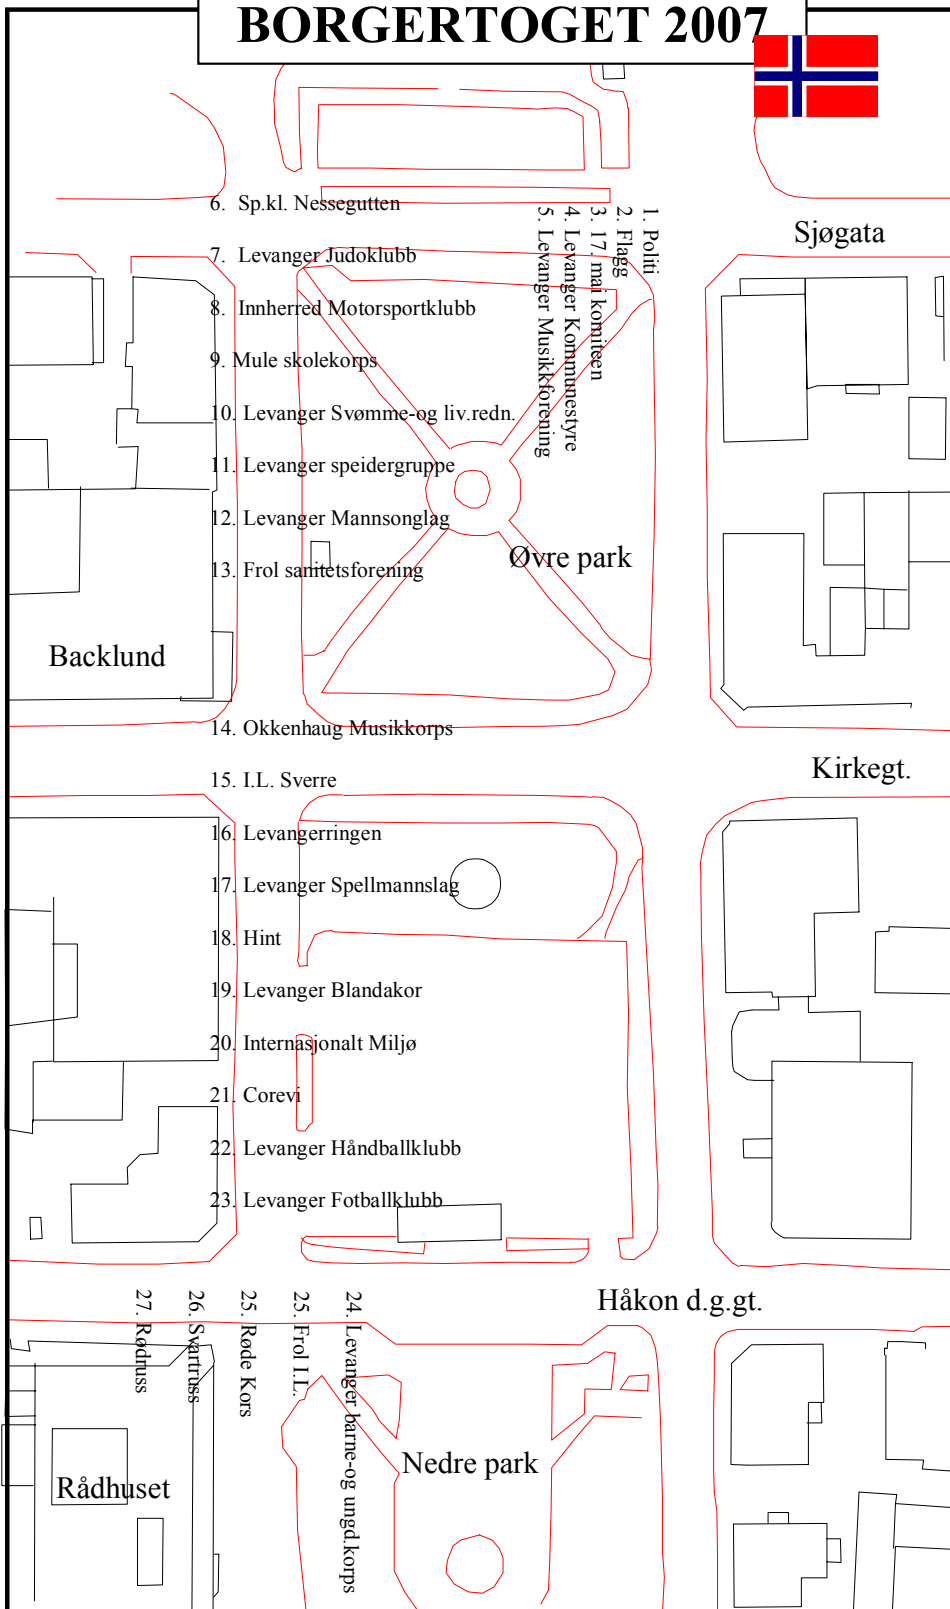 BORGERTOGET 2007
1. Politi
2. Flagg
3. 17. mai komiteen
4. Levanger Kommunestyre
5. Levanger Musikkforening
Sjøgata
6. Sp.kl. Nessegutten
7. Levanger Judoklubb
8. Innherred Motorsportklubb
9. Mule skolekorps
10. Levanger Svømme-og liv.redn.
11. Levanger speidergruppe
12. Levanger Mannsonglag
13. Frol sanitetsforening
Øvre park
Backlund
14. Okkenhaug Musikkorps
Kirkegt.
15. I.L. Sverre
16. Levangerringen
17. Levanger Spellmannslag
18. Hint
19. Levanger Blandakor
20. Internasjonalt Miljø
21. Corevi
22. Levanger Håndballklubb
23. Levanger Fotballklubb
Håkon d.g.gt.
24. Levanger barne-og ungd.korps
25. Frol I.L.
25. Røde Kors
26. Svartruss
27. Rødruss
Nedre park
Rådhuset